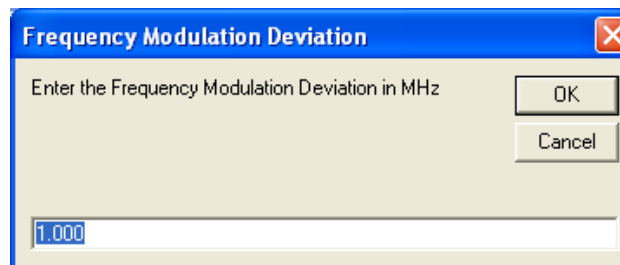 Frequency Modulation Deviation
Enter the Frequency Modulation Deviation in MHz
OK
Cancel
1.000